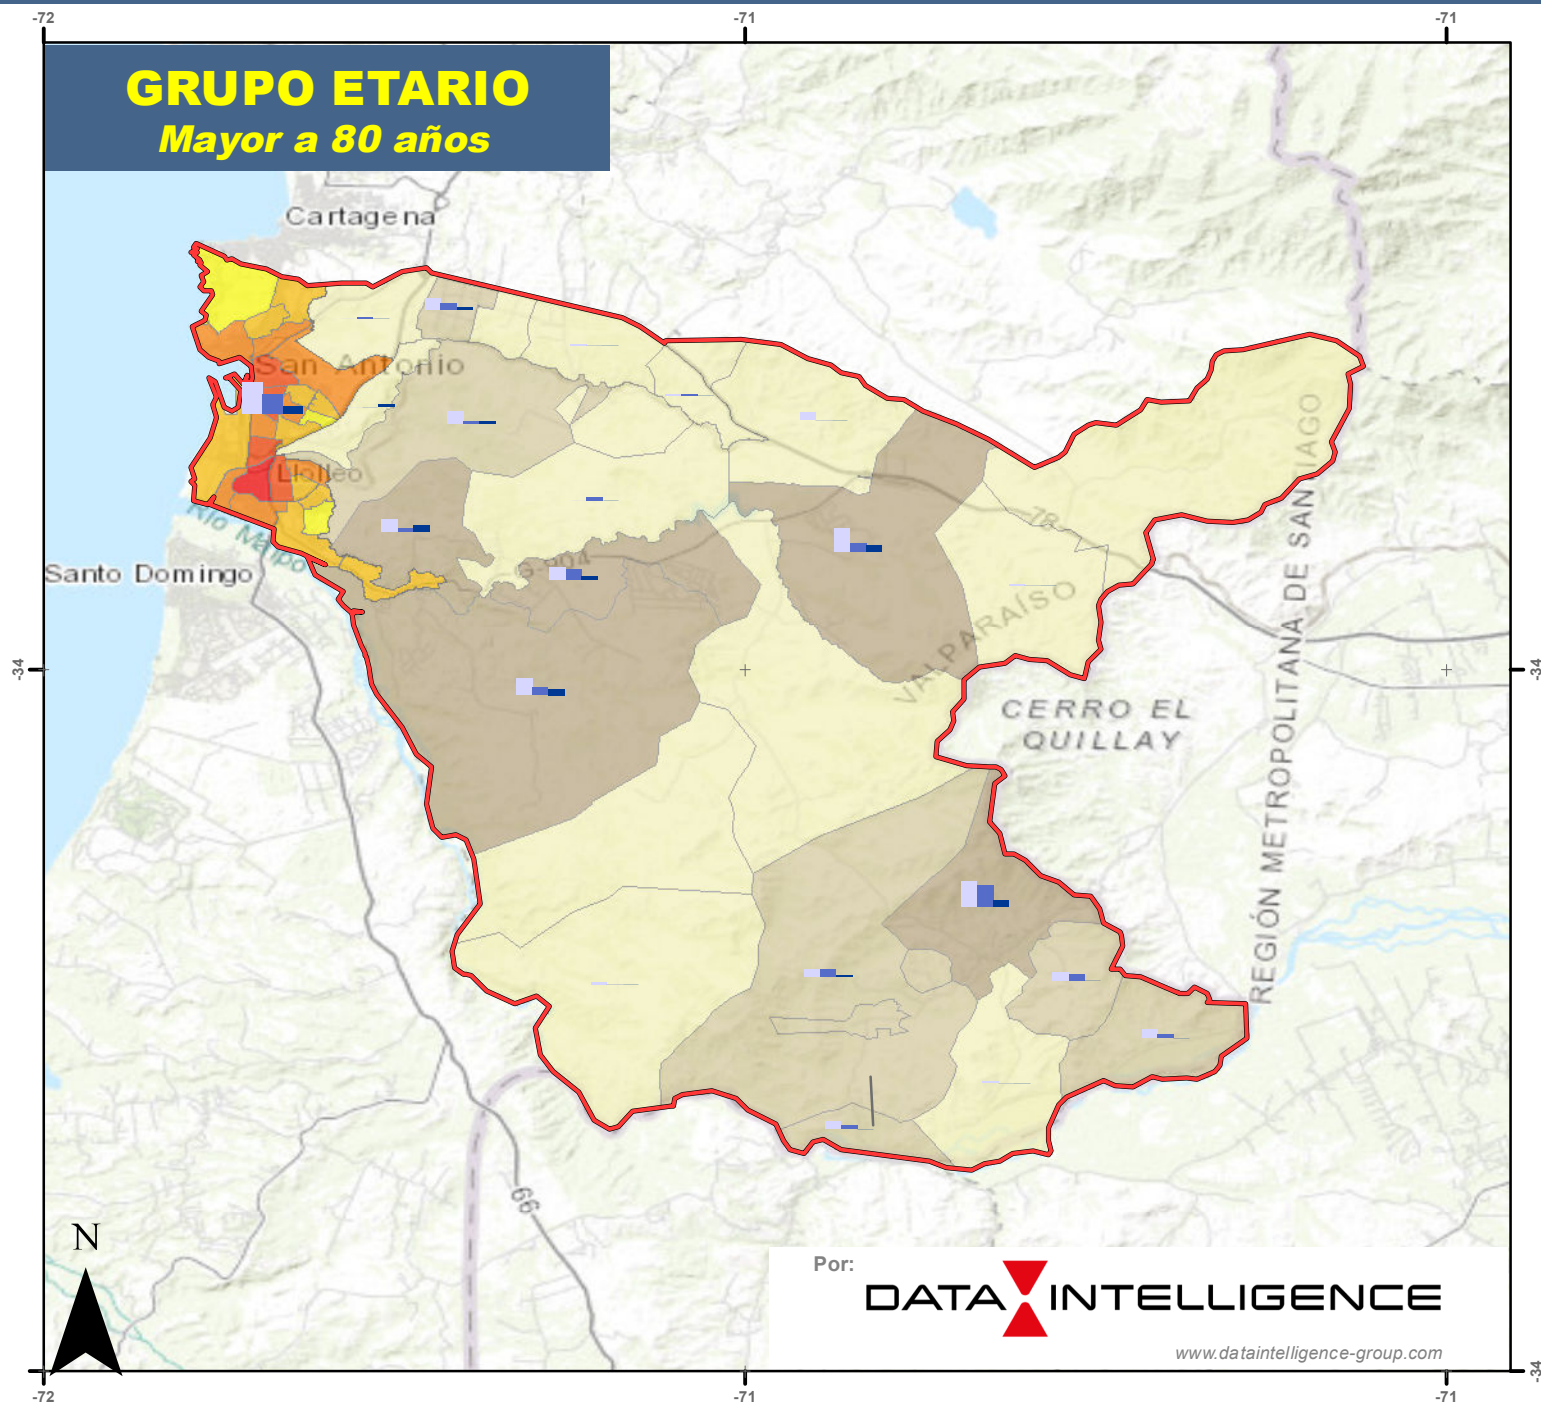 -72
-71
-71
GRUPO ETARIO
Mayor a 80 años
Cartagena
San Antonio
Llolleo
Río Maipo
Santo Domingo
G-904
78
VALPARAÍSO
CERRO EL
QUILLAY
REGIÓN METROPOLITANA DE SANTIAGO
-34
-34
66
N
Por:
DATA INTELLIGENCE
www.dataintelligence-group.com
-34
-72
-71
-71